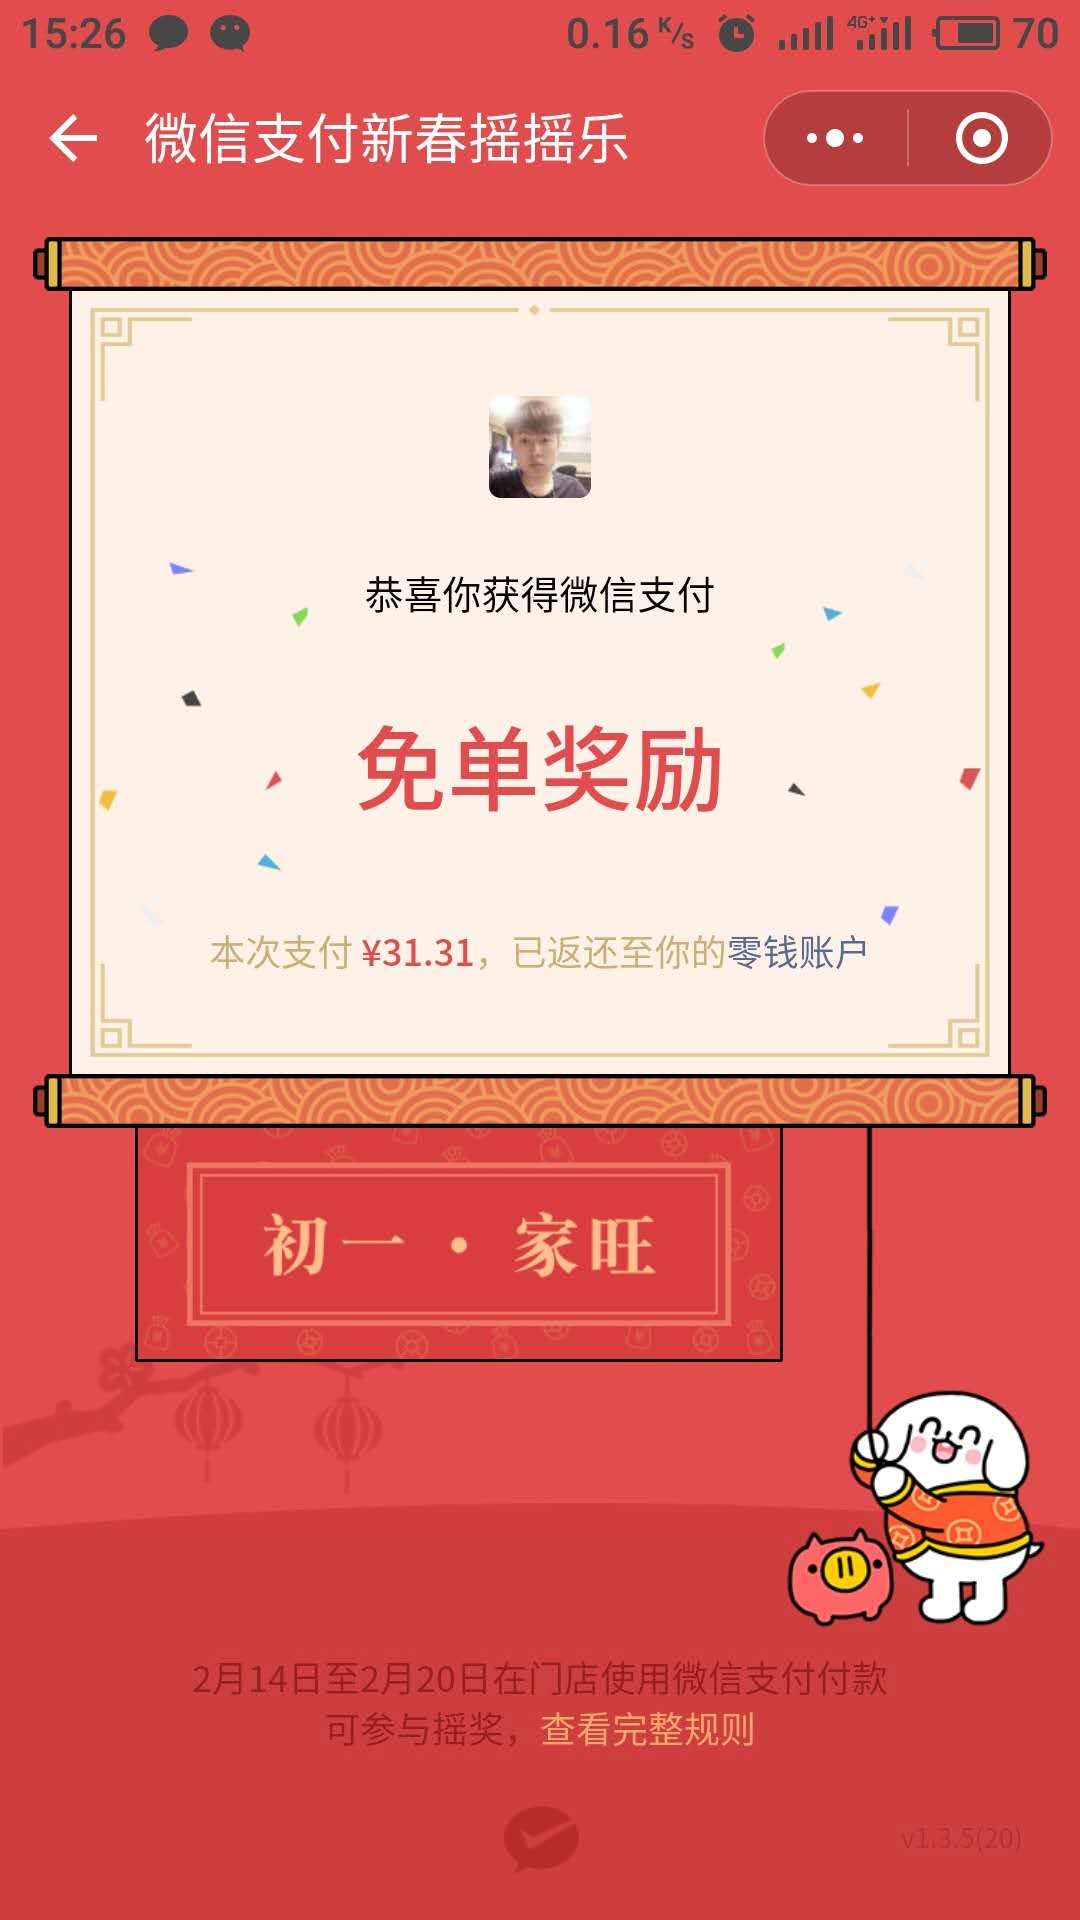 15:26
0.16 K/s 4G+ 70
微信支付新春摇摇乐
恭喜你获得微信支付
免单奖励
本次支付 ¥31.31，已返还至你的零钱账户
初一·家旺
2月14日至2月20日在门店使用微信支付付款
可参与摇奖，查看完整规则
v1.3.5(20)